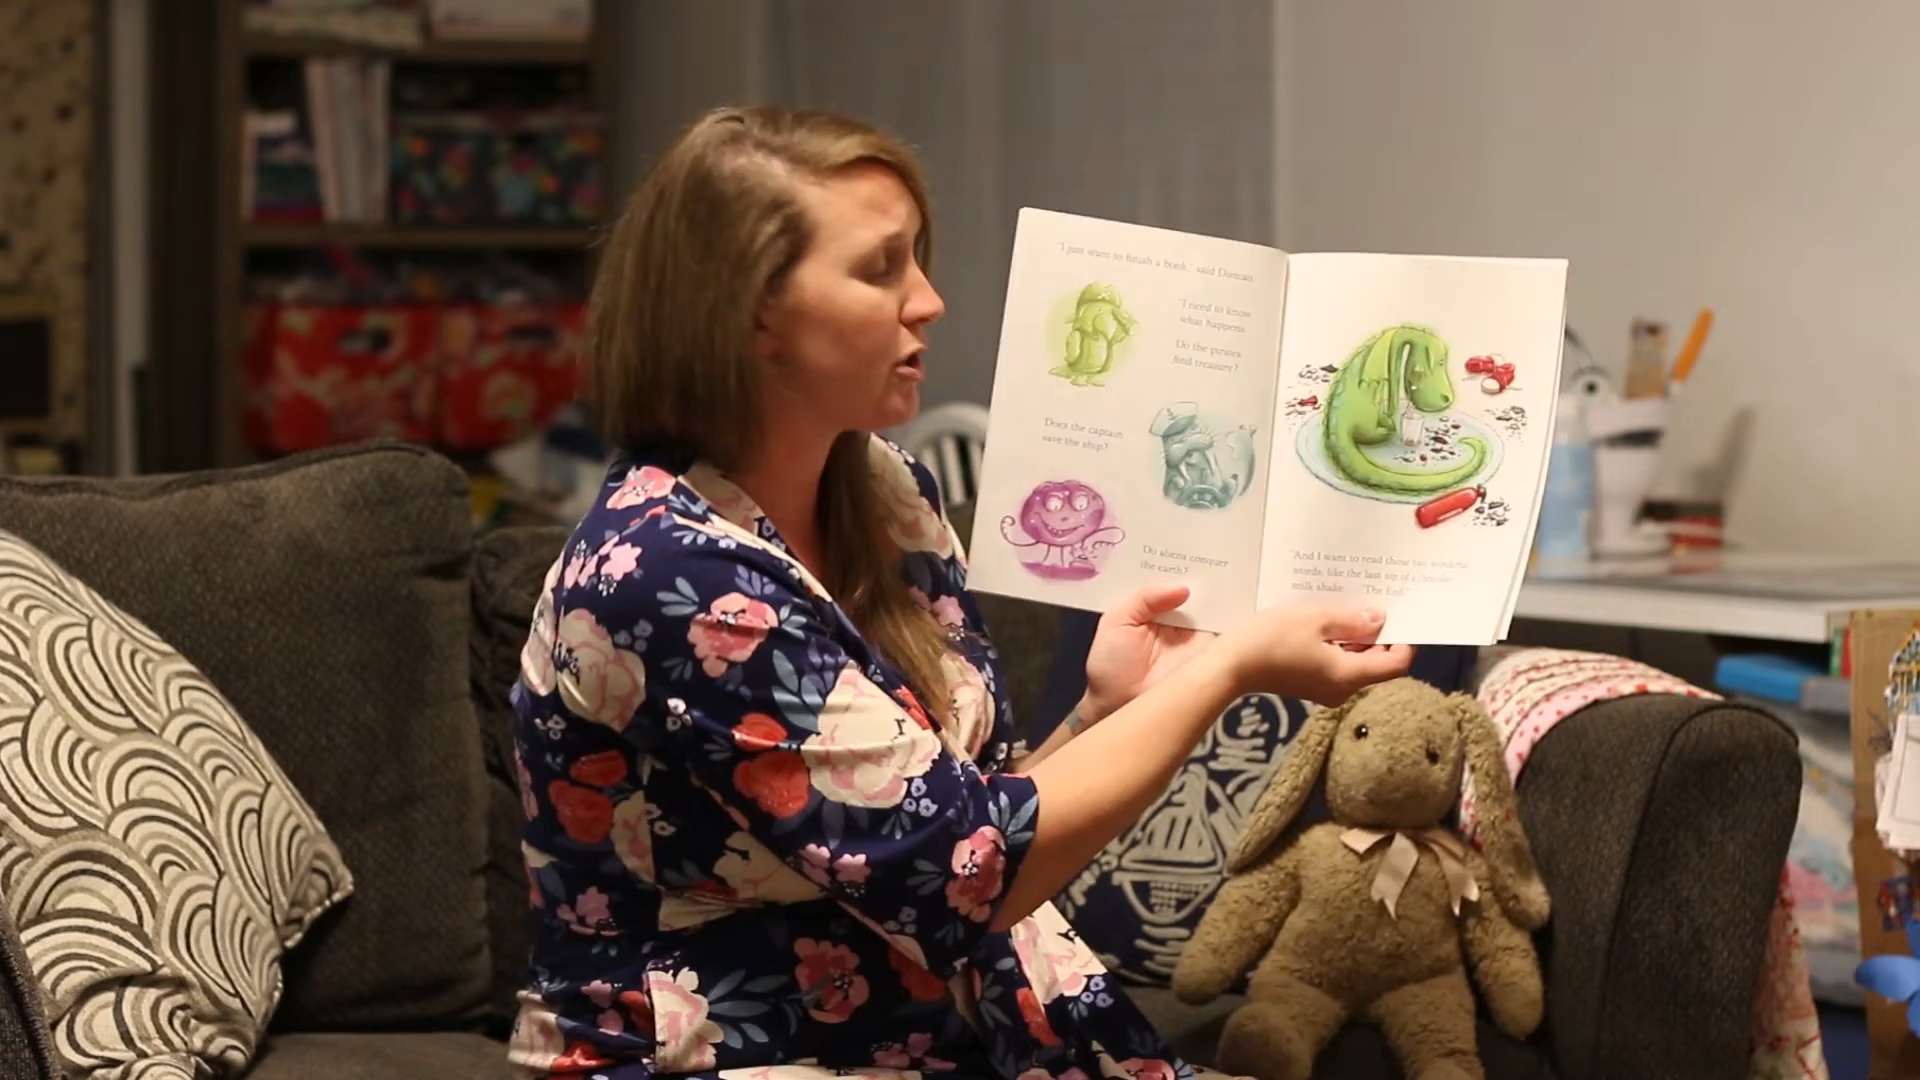 "I just want to finish a book," said Duncan.
"I need to know
what happens.
Do the pirates
find treasure?
Does the captain
save the ship?
Do aliens conquer
the earth?
"And I want to read those two wonderful
words, like the last sip of a chocolate
milk shake. "The End."